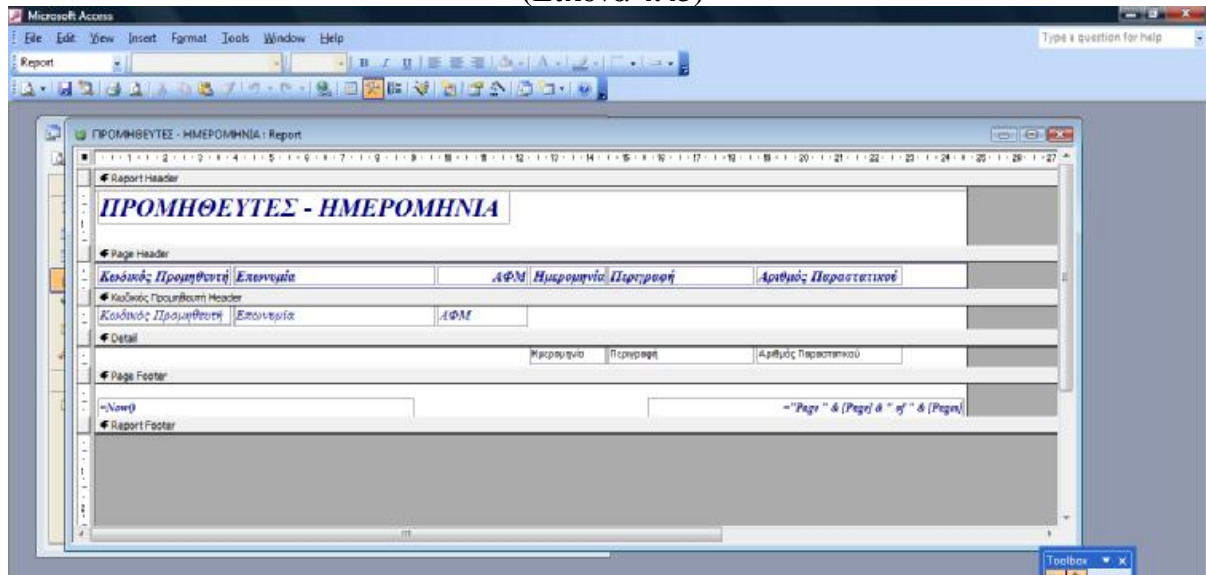 Microsoft Access
File Edit View Insert Format Tools Window Help
Type a question for help
Report
B I U
ΠΡΟΜΗΘΕΥΤΕΣ - ΗΜΕΡΟΜΗΝΙΑ : Report
Report Header
ΠΡΟΜΗΘΕΥΤΕΣ - ΗΜΕΡΟΜΗΝΙΑ
Page Header
Κωδικός Προμηθευτή Επωνυμία ΑΦΜ Ημερομηνία Περιγραφή Αριθμός Παραστατικού
Κωδικός Προμηθευτή Header
Κωδικός Προμηθευτή Επωνυμία ΑΦΜ
Detail
Ημερομηνία Περιγραφή Αριθμός Παραστατικού
Page Footer
=Now() ="Page " & [Page] & " of " & [Pages]
Report Footer
Toolbox